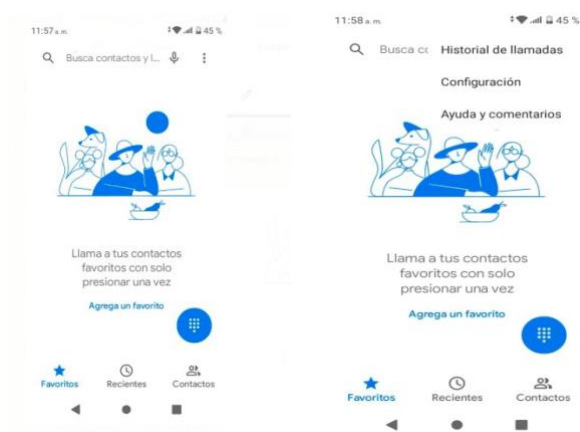 11:57 a. m.
45 %
Busca contactos y l...
Llama a tus contactos
favoritos con solo
presionar una vez
Agrega un favorito
Favoritos
Recientes
Contactos
11:58 a. m.
45 %
Busca co
Historial de llamadas
Configuración
Ayuda y comentarios
Llama a tus contactos
favoritos con solo
presionar una vez
Agrega un favorito
Favoritos
Recientes
Contactos